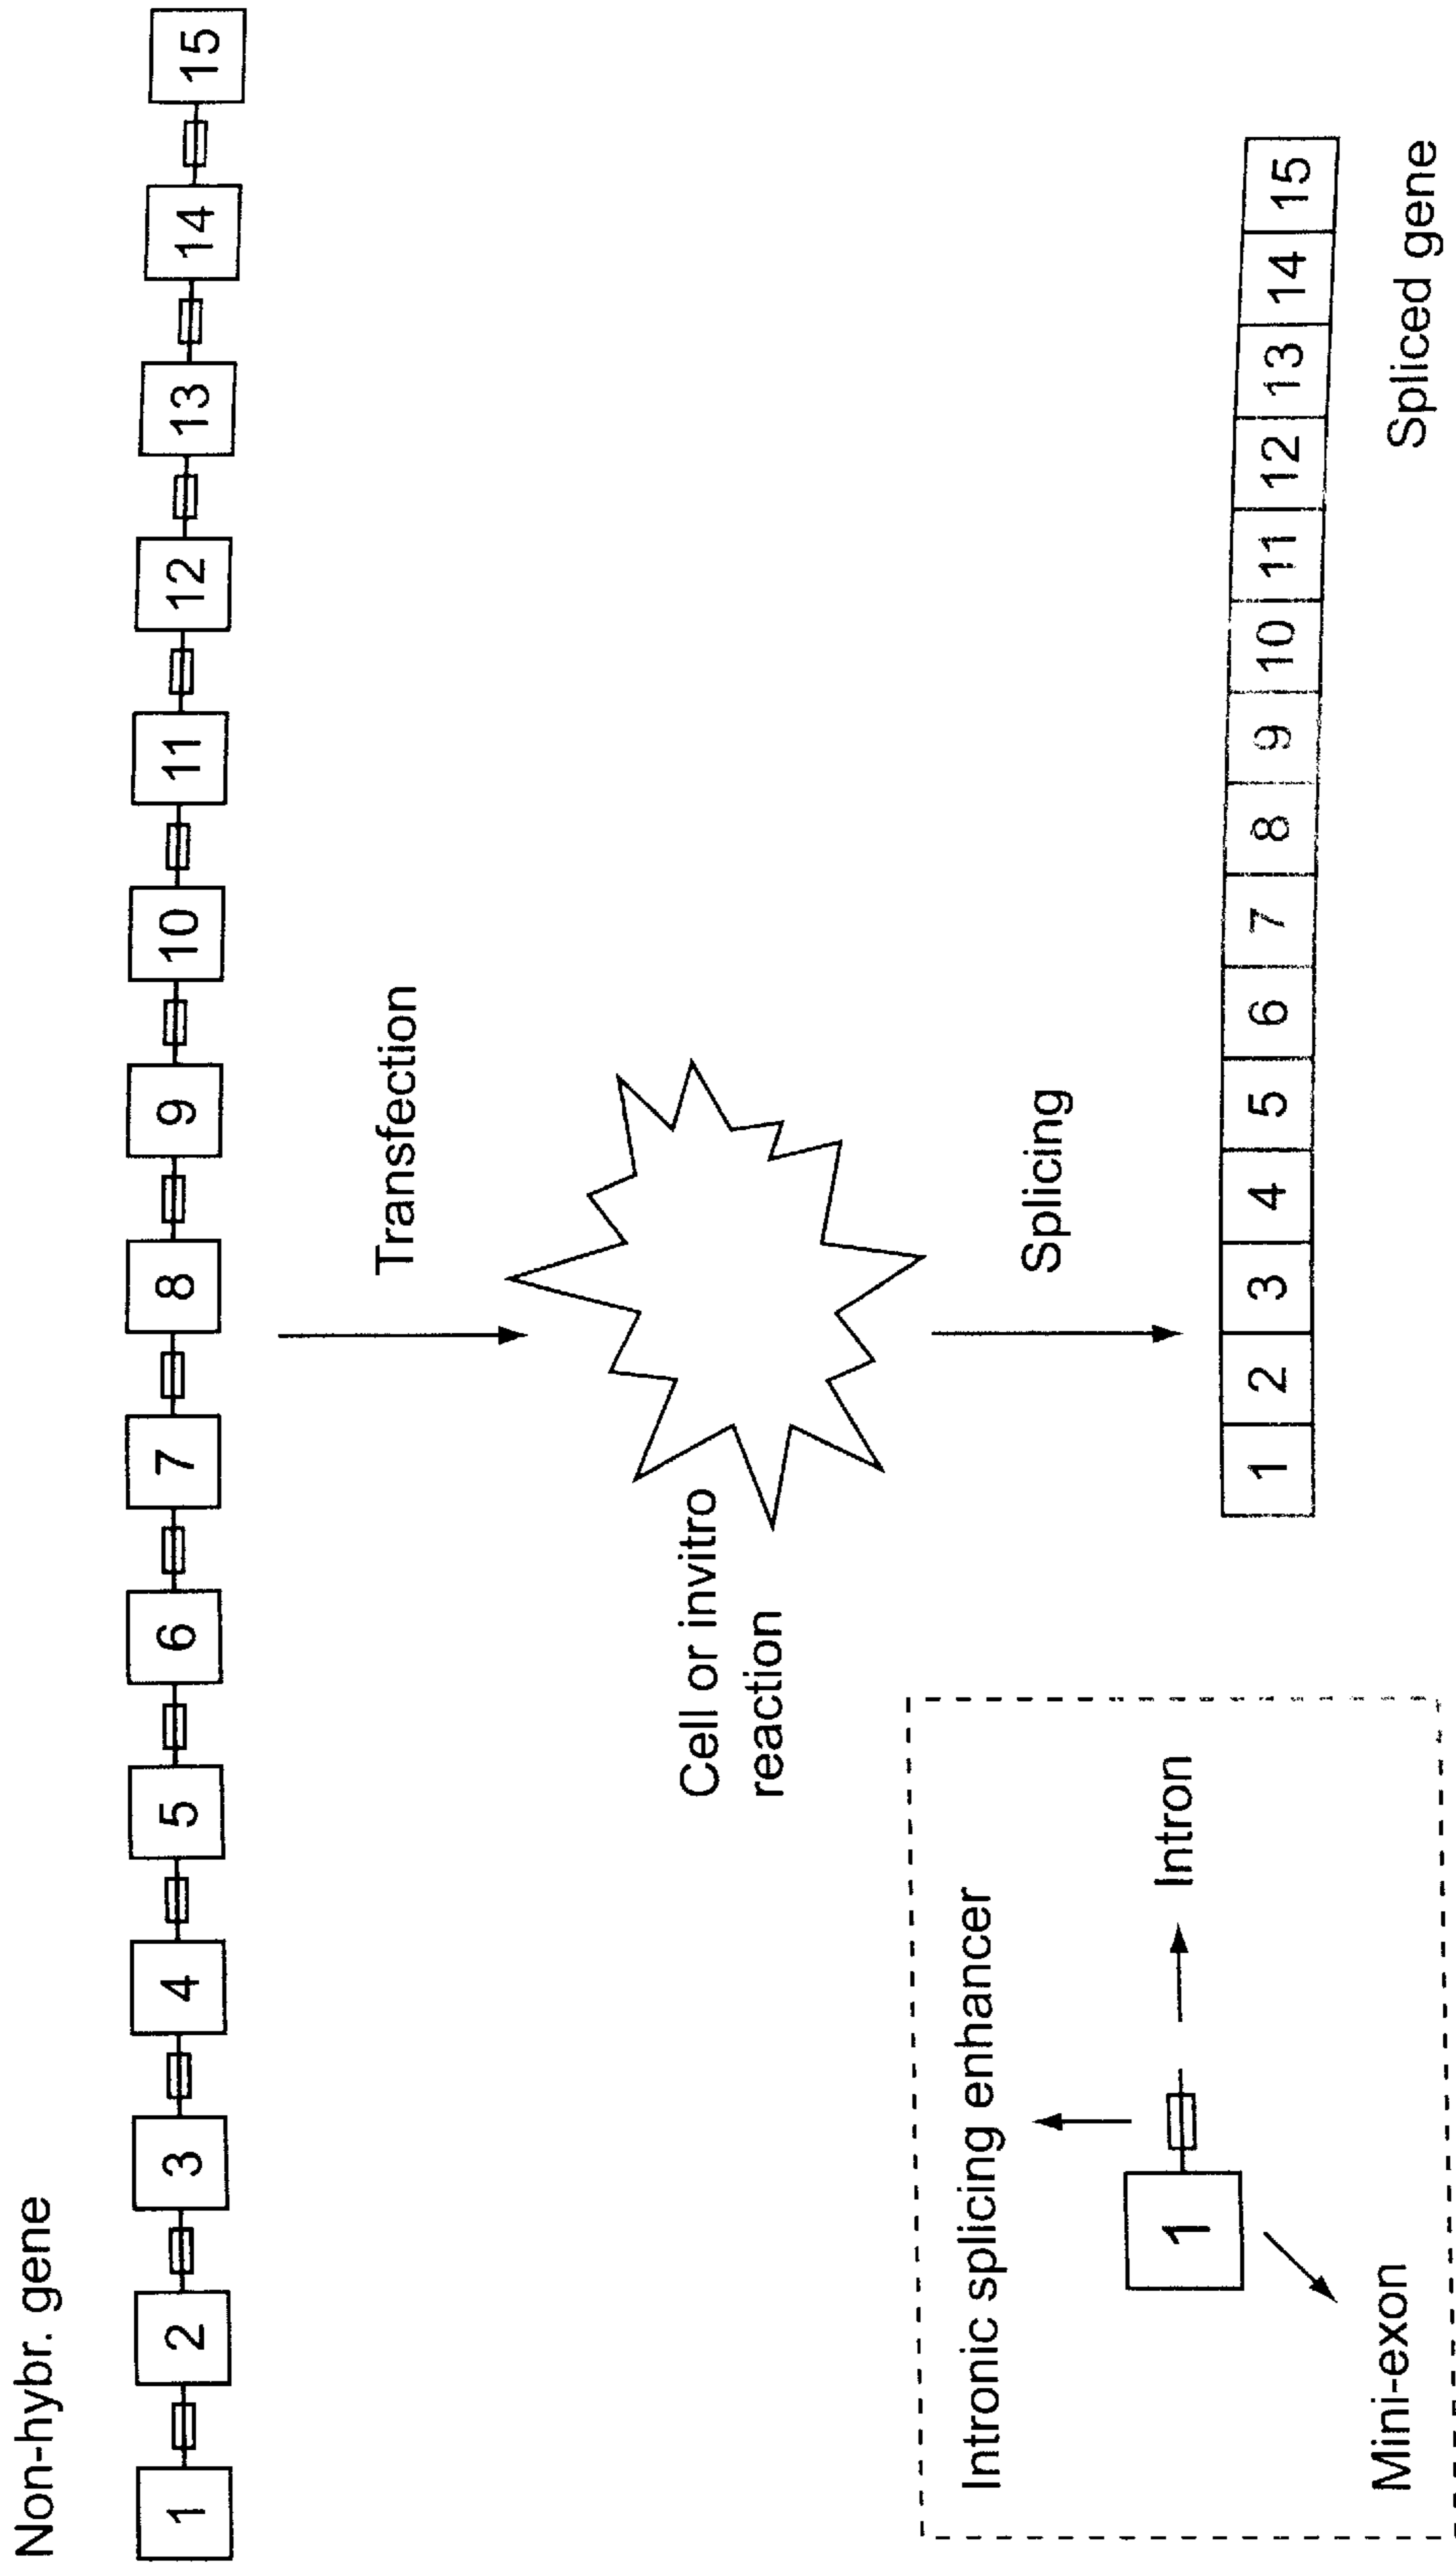 Non-hybr. gene
1 2 3 4 5 6 7 8 9 10 11 12 13 14 15
Transfection
Cell or invitro
reaction
Splicing
1 2 3 4 5 6 7 8 9 10 11 12 13 14 15
Spliced gene
Intronic splicing enhancer
1
Intron
Mini-exon